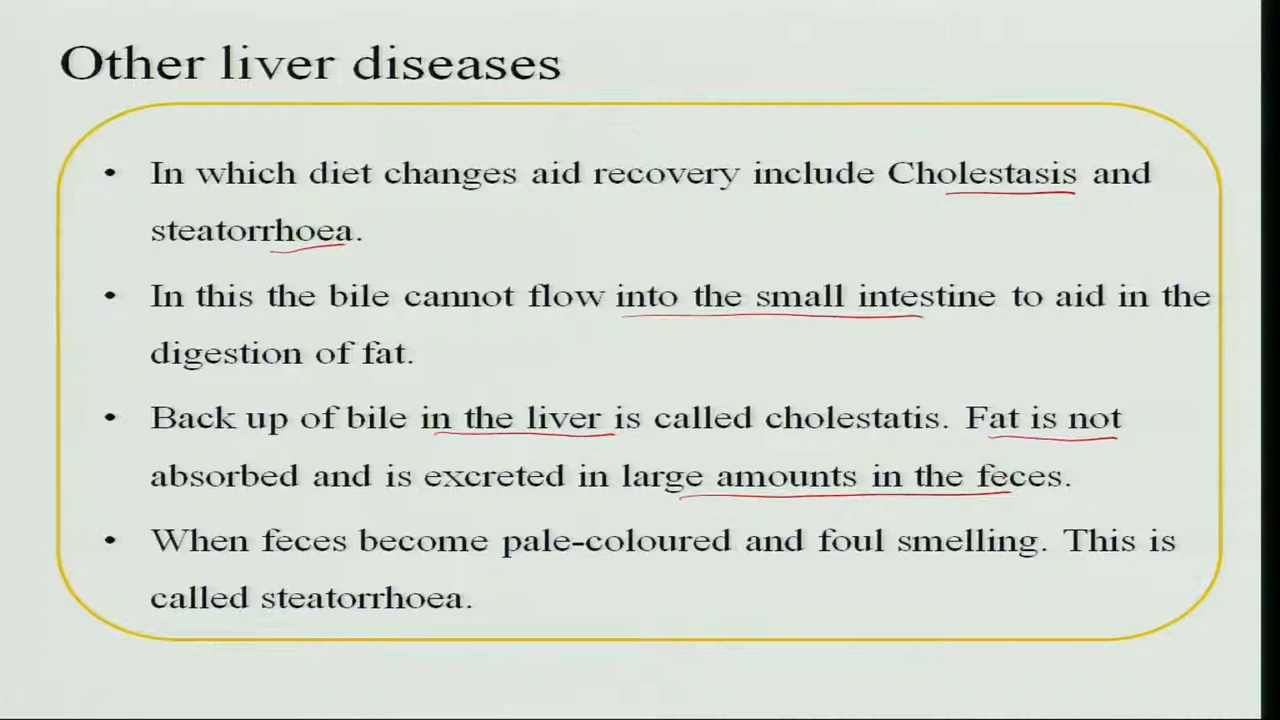 Other liver diseases
• In which diet changes aid recovery include Cholestasis and
steatorrhoea.
• In this the bile cannot flow into the small intestine to aid in the
digestion of fat.
• Back up of bile in the liver is called cholestatis. Fat is not
absorbed and is excreted in large amounts in the feces.
• When feces become pale-coloured and foul smelling. This is
called steatorrhoea.